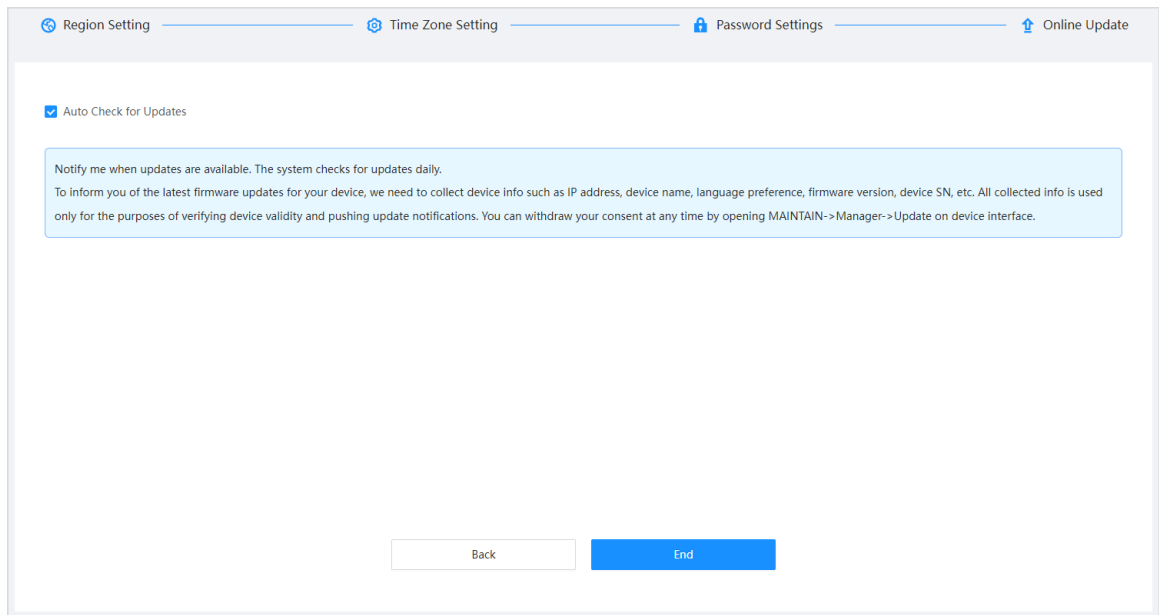 Region Setting
Time Zone Setting
Password Settings
Online Update
Auto Check for Updates
Notify me when updates are available. The system checks for updates daily.
To inform you of the latest firmware updates for your device, we need to collect device info such as IP address, device name, language preference, firmware version, device SN, etc. All collected info is used
only for the purposes of verifying device validity and pushing update notifications. You can withdraw your consent at any time by opening MAINTAIN->Manager->Update on device interface.
Back
End